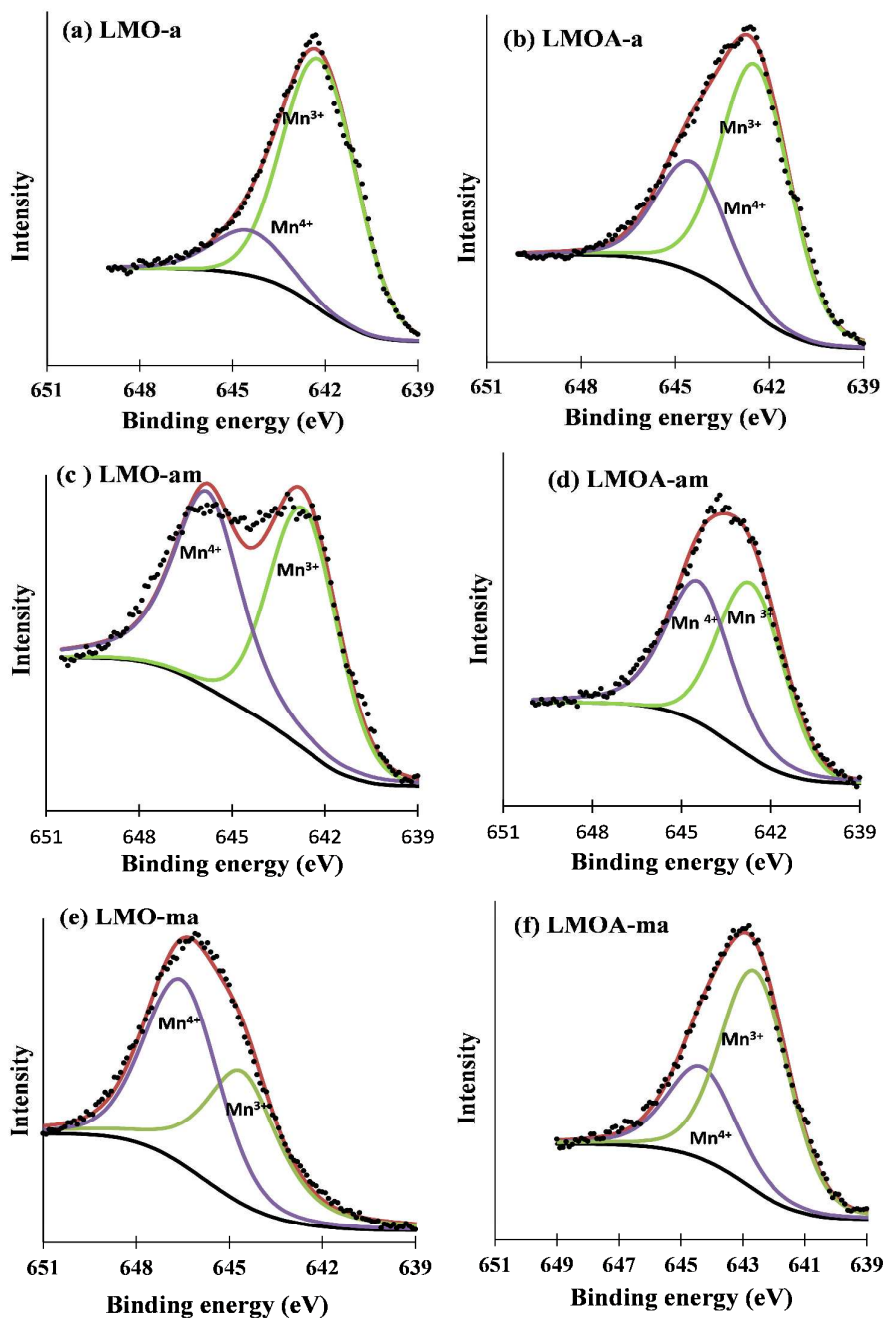 (a) LMO-a
Mn³⁺
Mn⁴⁺
Intensity
651 648 645 642 639
Binding energy (eV)
(b) LMOA-a
Mn³⁺
Mn⁴⁺
Intensity
651 648 645 642 639
Binding energy (eV)
(c ) LMO-am
Mn⁴⁺
Mn³⁺
Intensity
651 648 645 642 639
Binding energy (eV)
(d) LMOA-am
Mn ⁴⁺
Mn ³⁺
Intensity
651 648 645 642 639
Binding energy (eV)
(e) LMO-ma
Mn⁴⁺
Mn³⁺
Intensity
651 648 645 642 639
Binding energy (eV)
(f) LMOA-ma
Mn³⁺
Mn⁴⁺
Intensity
651 649 647 645 643 641 639
Binding energy (eV)